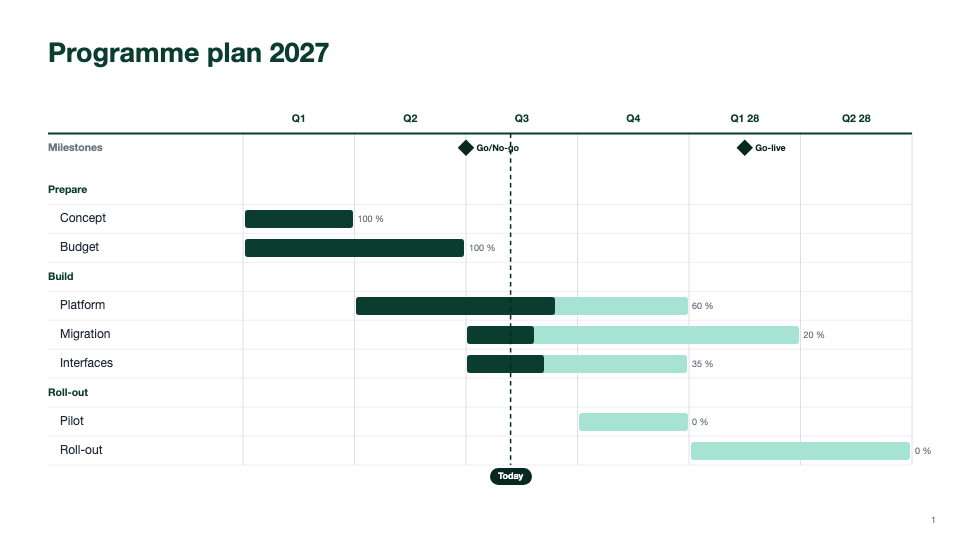 Programme plan 2027
Q1 Q2 Q3 Q4 Q1 28 Q2 28
Milestones Go/No-go Go-live
Prepare
Concept 100 %
Budget 100 %
Build
Platform 60 %
Migration 20 %
Interfaces 35 %
Roll-out
Pilot 0 %
Roll-out 0 %
Today
1